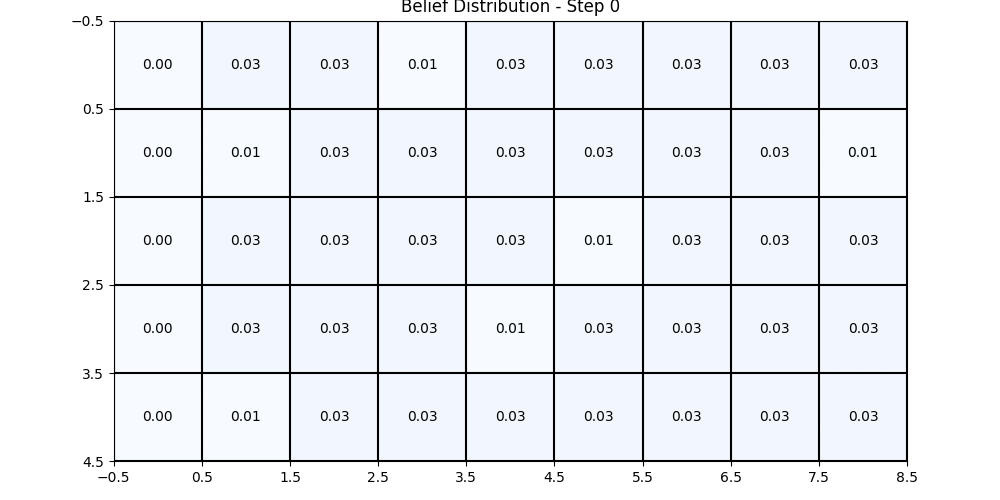 Belief Distribution - Step 0
−0.5
0.00 0.03 0.03 0.01 0.03 0.03 0.03 0.03 0.03
0.5
0.00 0.01 0.03 0.03 0.03 0.03 0.03 0.03 0.01
1.5
0.00 0.03 0.03 0.03 0.03 0.01 0.03 0.03 0.03
2.5
0.00 0.03 0.03 0.03 0.01 0.03 0.03 0.03 0.03
3.5
0.00 0.01 0.03 0.03 0.03 0.03 0.03 0.03 0.03
4.5
−0.5 0.5 1.5 2.5 3.5 4.5 5.5 6.5 7.5 8.5